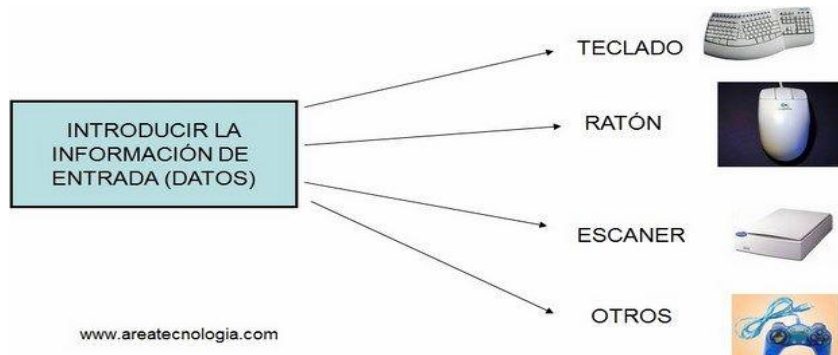 TECLADO
INTRODUCIR LA
INFORMACIÓN DE
ENTRADA (DATOS)
RATÓN
ESCANER
OTROS
www.areatecnologia.com